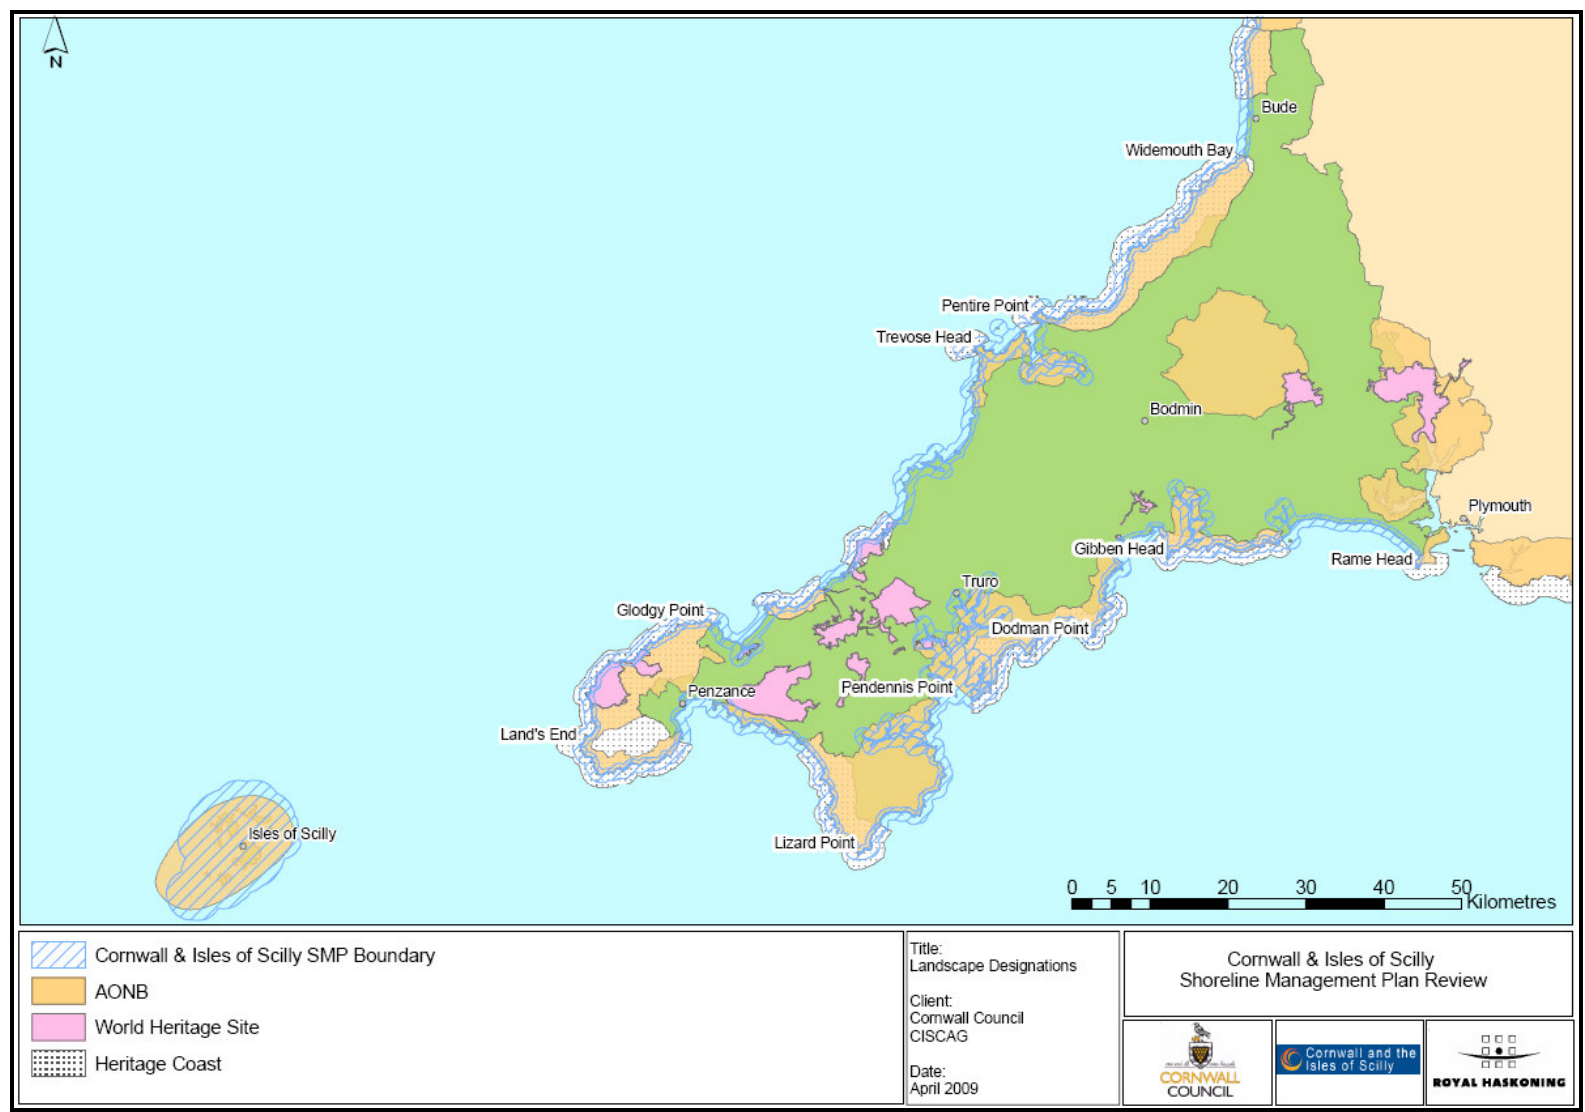 N
Bude
Widemouth Bay
Pentire Point
Trevose Head
Bodmin
Plymouth
Gibben Head
Rame Head
Truro
Glodgy Point
Dodman Point
Penzance
Pendennis Point
Land's End
Isles of Scilly
Lizard Point
0 5 10 20 30 40 50
Kilometres
Cornwall & Isles of Scilly SMP Boundary
AONB
World Heritage Site
Heritage Coast
Title:
Landscape Designations
Client:
Cornwall Council
CISCAG
Date:
April 2009
Cornwall & Isles of Scilly
Shoreline Management Plan Review
CORNWALL
COUNCIL
Cornwall and the
Isles of Scilly
ROYAL HASKONING